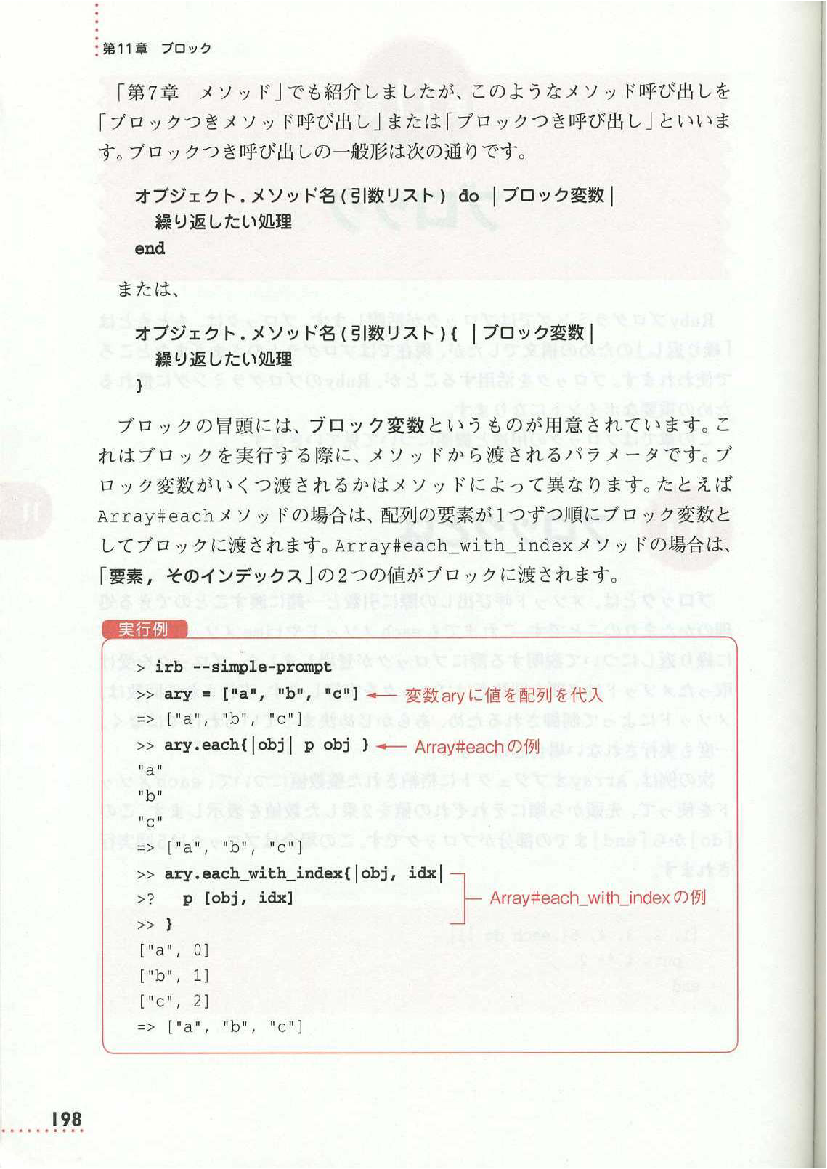 第11章　ブロック
「第7章　メソッド」でも紹介しましたが、このようなメソッド呼び出しを
「ブロックつきメソッド呼び出し」または「ブロックつき呼び出し」といいま
す。ブロックつき呼び出しの一般形は次の通りです。
オブジェクト.メソッド名(引数リスト) do |ブロック変数|
繰り返したい処理
end
または、
オブジェクト.メソッド名(引数リスト){ |ブロック変数|
繰り返したい処理
}
ブロックの冒頭には、ブロック変数というものが用意されています。こ
れはブロックを実行する際に、メソッドから渡されるパラメータです。ブ
ロック変数がいくつ渡されるかはメソッドによって異なります。たとえば
Array#eachメソッドの場合は、配列の要素が1つずつ順にブロック変数と
してブロックに渡されます。Array#each_with_indexメソッドの場合は、
「要素, そのインデックス」の2つの値がブロックに渡されます。
実行例
> irb --simple-prompt
>> ary = ["a", "b", "c"] ← 変数aryに値を配列を代入
=> ["a", "b", "c"]
>> ary.each{|obj| p obj } ← Array#eachの例
"a"
"b"
"c"
=> ["a", "b", "c"]
>> ary.each_with_index{|obj, idx|
>?   p [obj, idx] Array#each_with_indexの例
>> }
["a", 0]
["b", 1]
["c", 2]
=> ["a", "b", "c"]
198